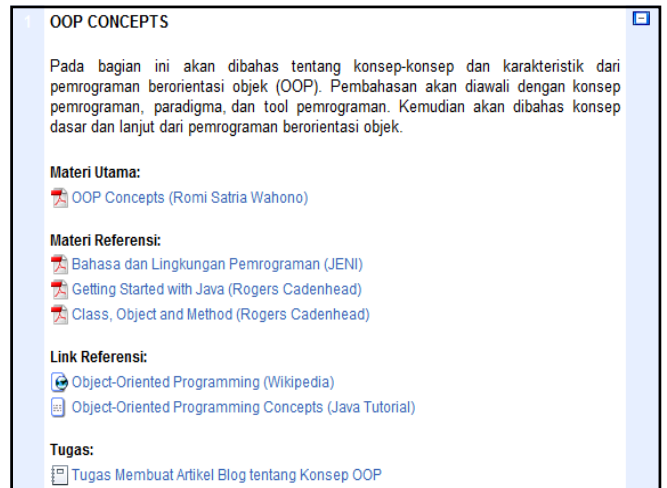 1 OOP CONCEPTS
Pada bagian ini akan dibahas tentang konsep-konsep dan karakteristik dari
pemrograman berorientasi objek (OOP). Pembahasan akan diawali dengan konsep
pemrograman, paradigma, dan tool pemrograman. Kemudian akan dibahas konsep
dasar dan lanjut dari pemrograman berorientasi objek.
Materi Utama:
OOP Concepts (Romi Satria Wahono)
Materi Referensi:
Bahasa dan Lingkungan Pemrograman (JENI)
Getting Started with Java (Rogers Cadenhead)
Class, Object and Method (Rogers Cadenhead)
Link Referensi:
Object-Oriented Programming (Wikipedia)
Object-Oriented Programming Concepts (Java Tutorial)
Tugas:
Tugas Membuat Artikel Blog tentang Konsep OOP